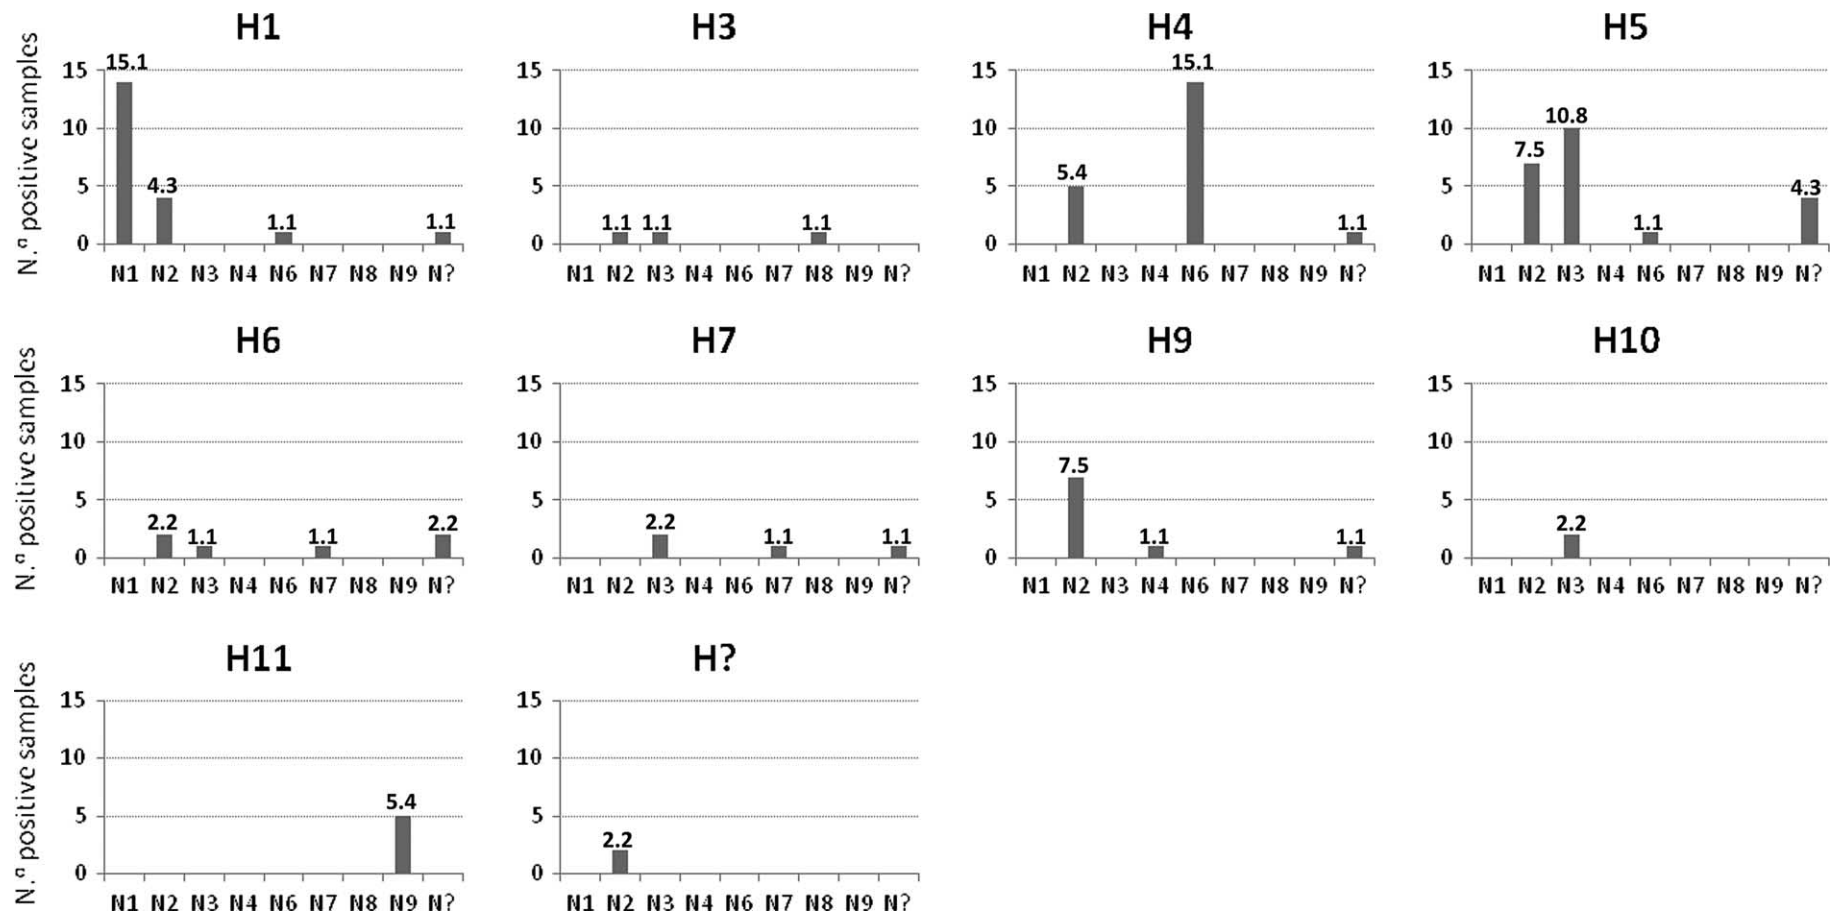 H1
N.º positive samples
15
10
5
0
15.1
4.3
1.1
1.1
N1 N2 N3 N4 N6 N7 N8 N9 N?
H3
15
10
5
0
1.1 1.1
1.1
N1 N2 N3 N4 N6 N7 N8 N9 N?
H4
15
10
5
0
5.4
15.1
1.1
N1 N2 N3 N4 N6 N7 N8 N9 N?
H5
15
10
5
0
7.5
10.8
1.1
4.3
N1 N2 N3 N4 N6 N7 N8 N9 N?
H6
N.º positive samples
15
10
5
0
2.2
1.1
1.1
2.2
N1 N2 N3 N4 N6 N7 N8 N9 N?
H7
15
10
5
0
2.2
1.1
1.1
N1 N2 N3 N4 N6 N7 N8 N9 N?
H9
15
10
5
0
7.5
1.1
1.1
N1 N2 N3 N4 N6 N7 N8 N9 N?
H10
15
10
5
0
2.2
N1 N2 N3 N4 N6 N7 N8 N9 N?
H11
N.º positive samples
15
10
5
0
5.4
N1 N2 N3 N4 N6 N7 N8 N9 N?
H?
15
10
5
0
2.2
N1 N2 N3 N4 N6 N7 N8 N9 N?